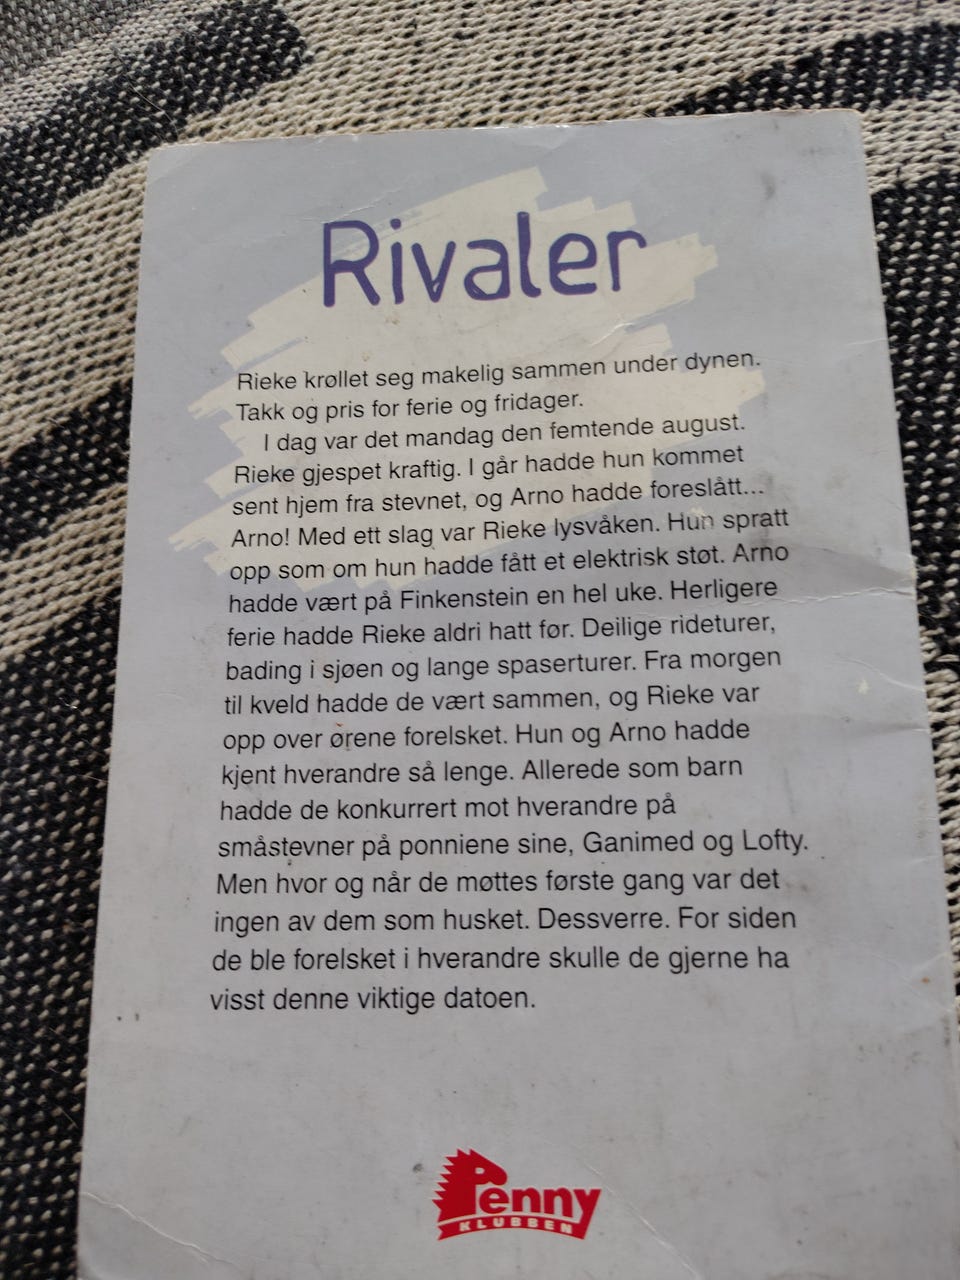 Rivaler
Rieke krøllet seg makelig sammen under dynen.
Takk og pris for ferie og fridager.
I dag var det mandag den femtende august.
Rieke gjespet kraftig. I går hadde hun kommet
sent hjem fra stevnet, og Arno hadde foreslått...
Arno! Med ett slag var Rieke lysvåken. Hun spratt
opp som om hun hadde fått et elektrisk støt. Arno
hadde vært på Finkenstein en hel uke. Herligere
ferie hadde Rieke aldri hatt før. Deilige rideturer,
bading i sjøen og lange spaserturer. Fra morgen
til kveld hadde de vært sammen, og Rieke var
opp over ørene forelsket. Hun og Arno hadde
kjent hverandre så lenge. Allerede som barn
hadde de konkurrert mot hverandre på
småstevner på ponniene sine, Ganimed og Lofty.
Men hvor og når de møttes første gang var det
ingen av dem som husket. Dessverre. For siden
de ble forelsket i hverandre skulle de gjerne ha
visst denne viktige datoen.
Penny
KLUBBEN